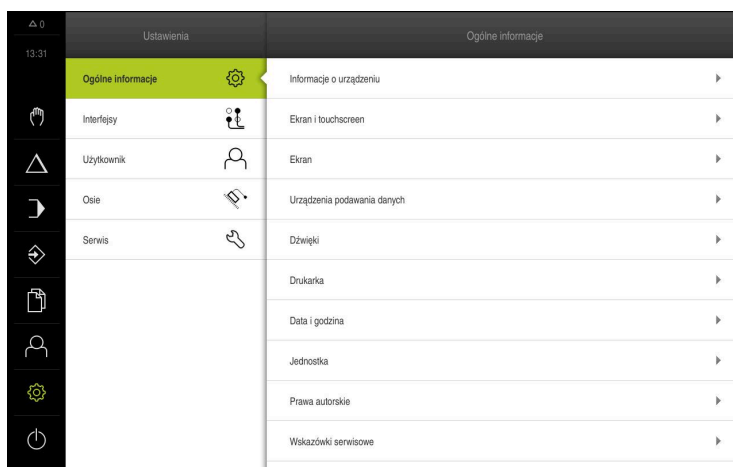 0
13:31
Ustawienia
Ogólne informacje
Ogólne informacje
Interfejsy
Użytkownik
Osie
Serwis
Informacje o urządzeniu
Ekran i touchscreen
Ekran
Urządzenia podawania danych
Dźwięki
Drukarka
Data i godzina
Jednostka
Prawa autorskie
Wskazówki serwisowe